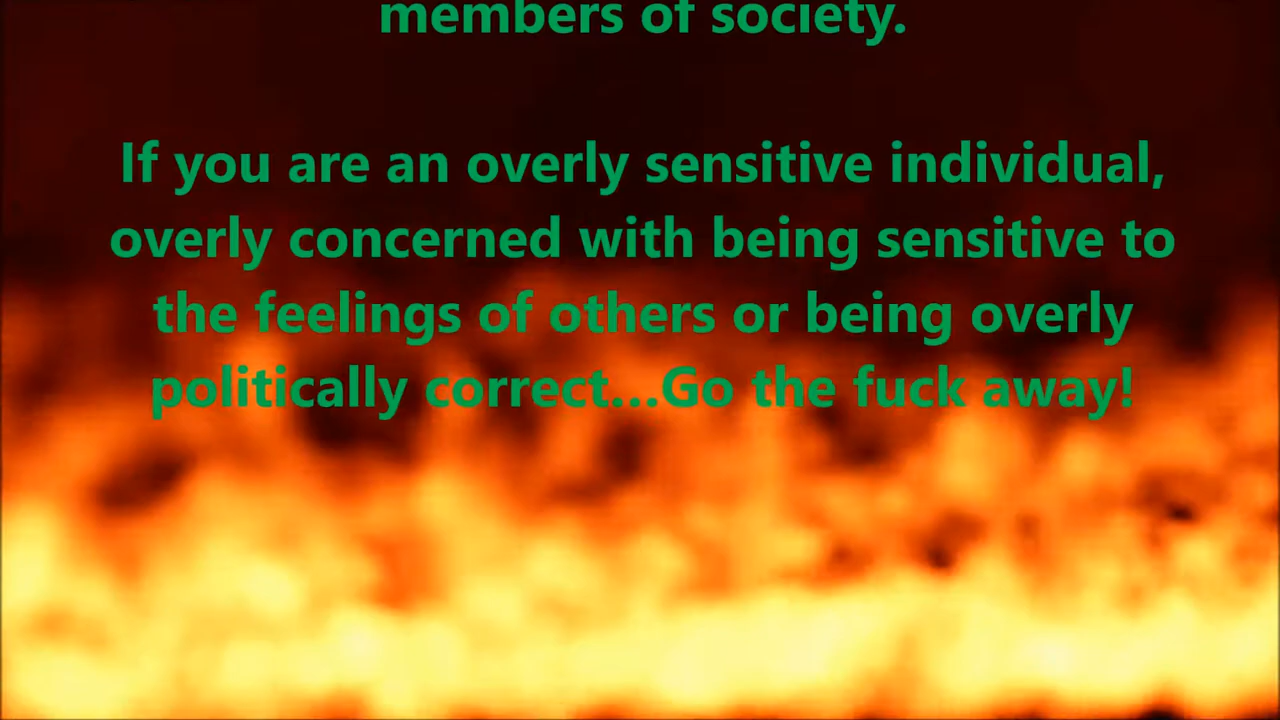 members of society.
If you are an overly sensitive individual,
overly concerned with being sensitive to
the feelings of others or being overly
politically correct...Go the fuck away!